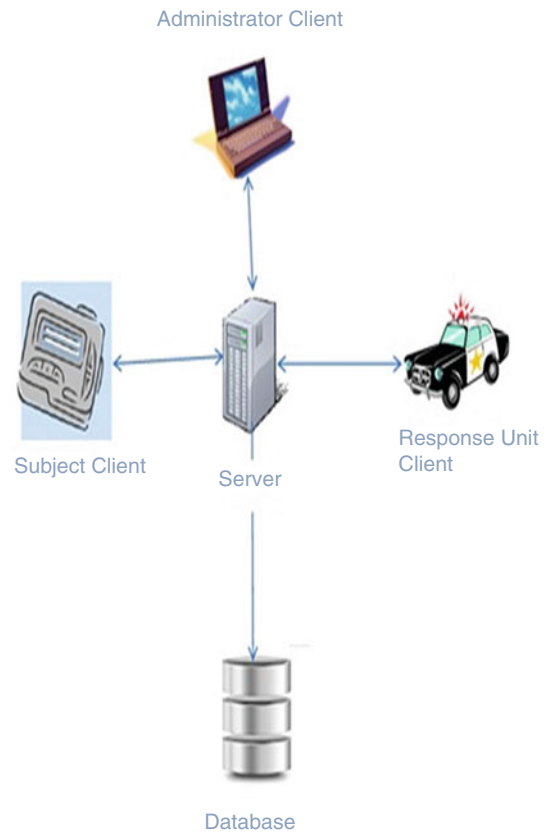 Administrator Client
Subject Client
Server
Response Unit
Client
Database